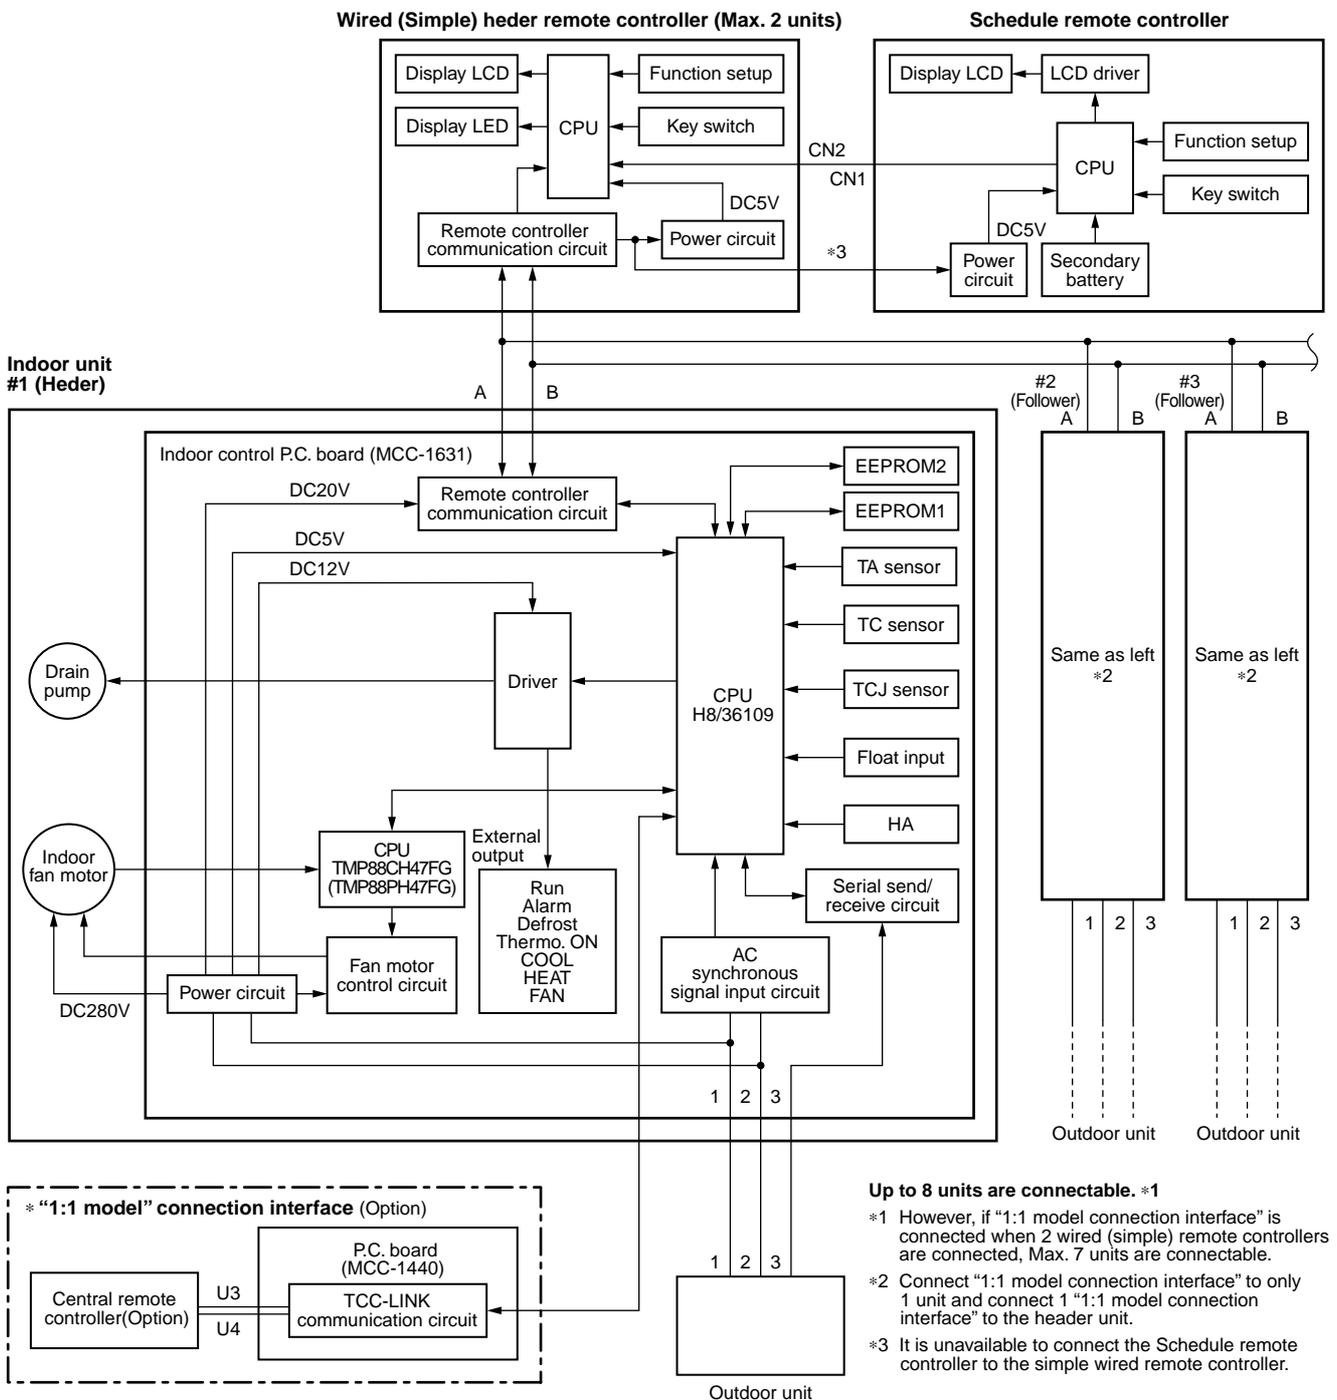 Wired (Simple) heder remote controller (Max. 2 units)
Schedule remote controller
Display LCD
Function setup
Display LED
CPU
Key switch
Display LCD
LCD driver
Function setup
CPU
Key switch
CN2
CN1
DC5V
Remote controller
communication circuit
Power circuit
DC5V
∗3
Power
circuit
Secondary
battery
Indoor unit
#1 (Heder)
A
B
#2
(Follower)
A
B
#3
(Follower)
A
B
Indoor control P.C. board (MCC-1631)
EEPROM2
DC20V
Remote controller
communication circuit
EEPROM1
DC5V
TA sensor
DC12V
TC sensor
Drain
pump
Driver
CPU
H8/36109
TCJ sensor
Same as left
∗2
Same as left
∗2
Float input
HA
Indoor
fan motor
CPU
TMP88CH47FG
(TMP88PH47FG)
External
output
Run
Alarm
Defrost
Thermo. ON
COOL
HEAT
FAN
Serial send/
receive circuit
AC
synchronous
signal input circuit
Fan motor
control circuit
Power circuit
DC280V
1
2
3
1
2
3
1
2
3
Outdoor unit
Outdoor unit
∗ “1:1 model” connection interface (Option)
P.C. board
(MCC-1440)
Central remote
controller(Option)
U3
U4
TCC-LINK
communication circuit
1
2
3
Outdoor unit
Up to 8 units are connectable. ∗1
∗1 However, if “1:1 model connection interface” is
connected when 2 wired (simple) remote controllers
are connected, Max. 7 units are connectable.
∗2 Connect “1:1 model connection interface” to only
1 unit and connect 1 “1:1 model connection
interface” to the header unit.
∗3 It is unavailable to connect the Schedule remote
controller to the simple wired remote controller.